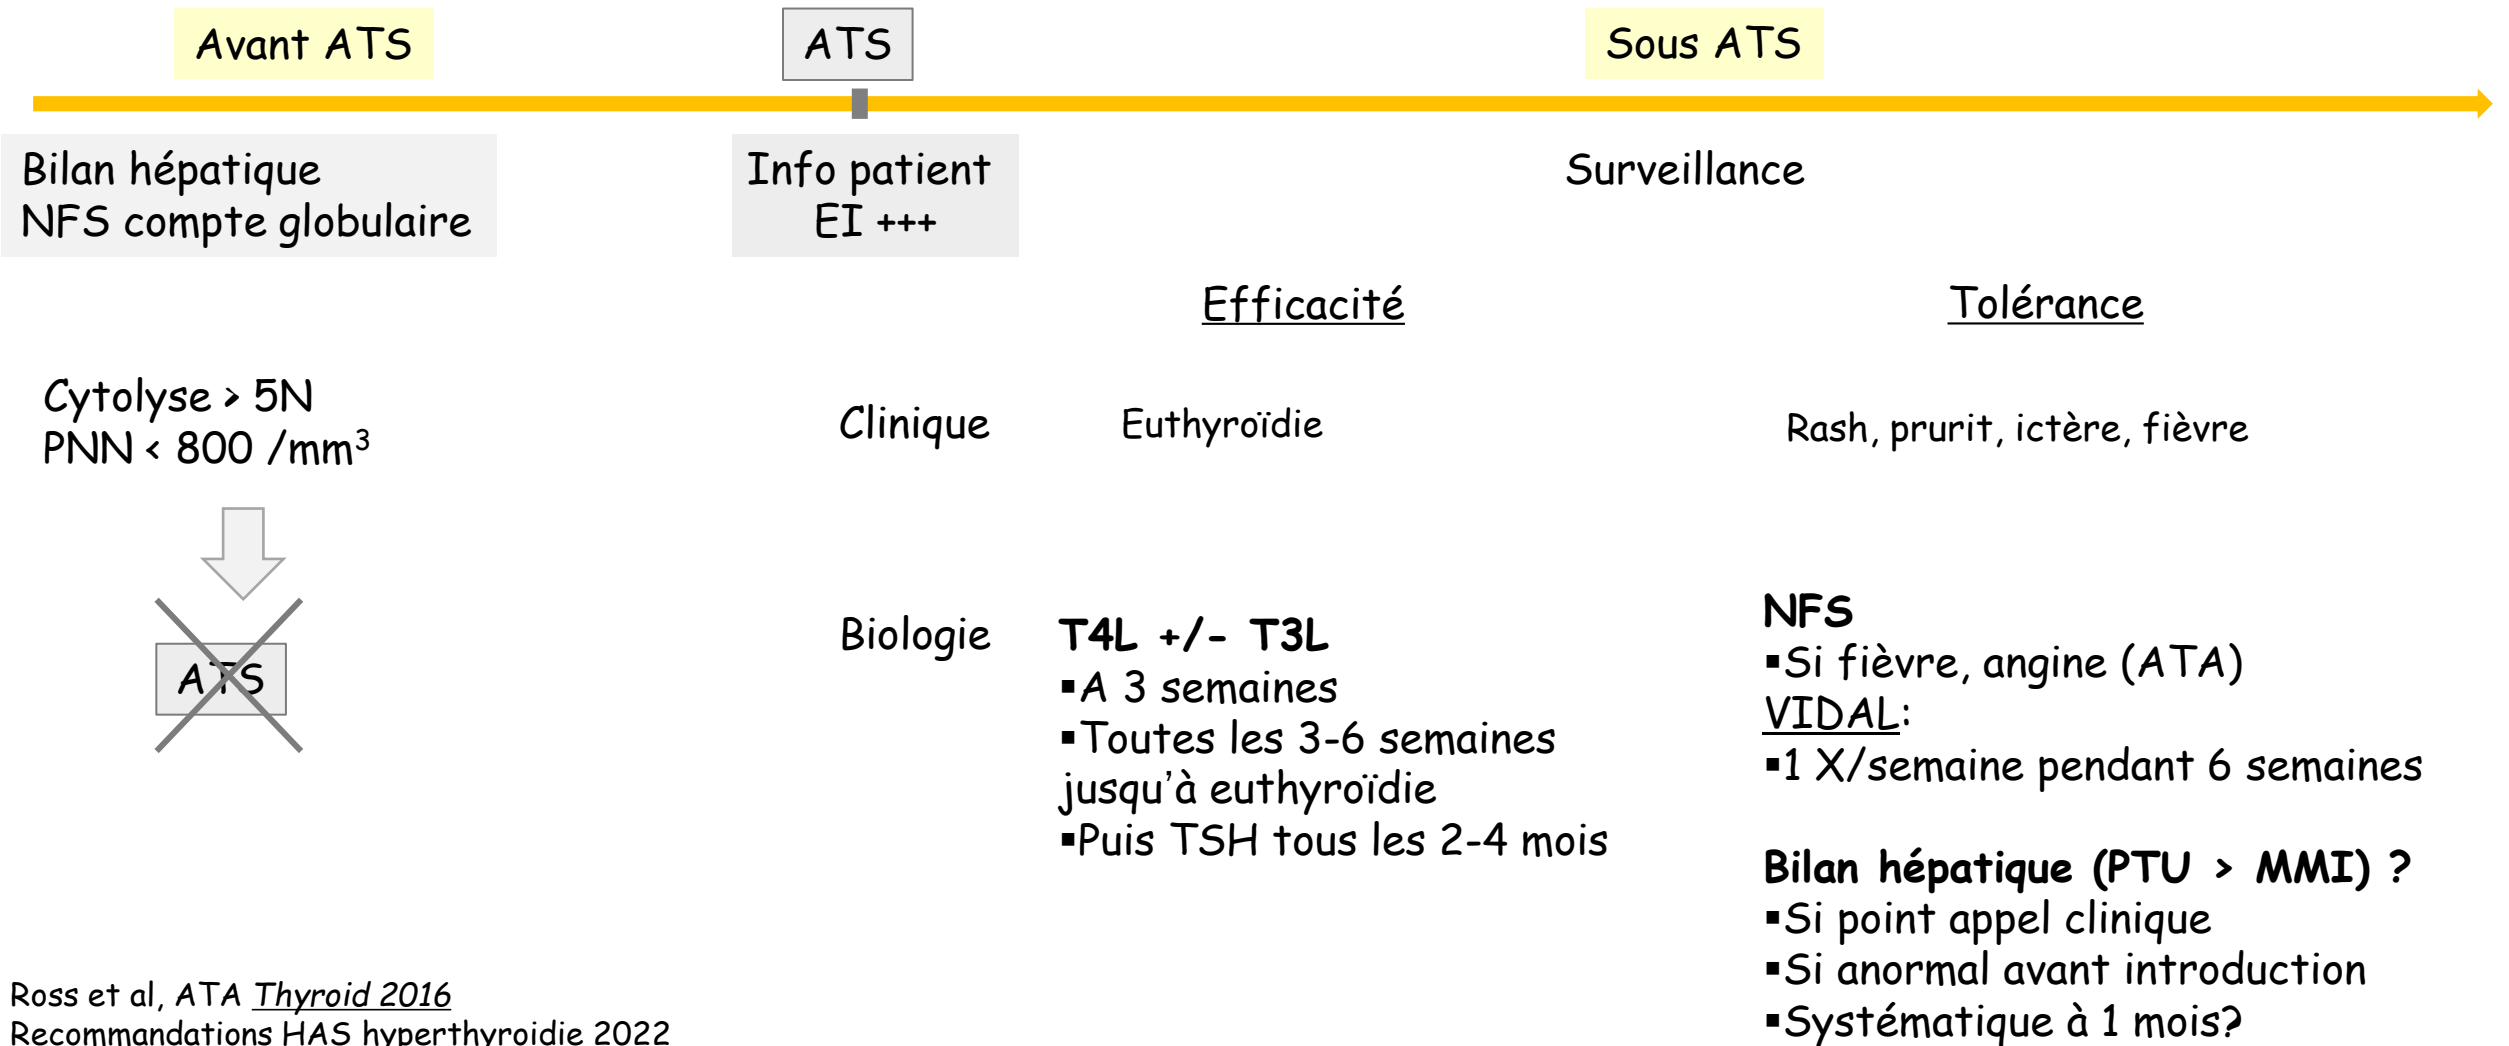 Avant ATS
ATS
Sous ATS
Bilan hépatique
NFS compte globulaire
Info patient
EI +++
Surveillance
Efficacité
Tolérance
Cytolyse > 5N
PNN < 800 /mm³
ATS
Clinique
Euthyroïdie
Rash, prurit, ictère, fièvre
Biologie
T4L +/- T3L
▪A 3 semaines
▪Toutes les 3-6 semaines
jusqu’à euthyroïdie
▪Puis TSH tous les 2-4 mois
NFS
▪Si fièvre, angine (ATA)
VIDAL:
▪1 X/semaine pendant 6 semaines
Bilan hépatique (PTU > MMI) ?
▪Si point appel clinique
▪Si anormal avant introduction
▪Systématique à 1 mois?
Ross et al, ATA Thyroid 2016
Recommandations HAS hyperthyroidie 2022